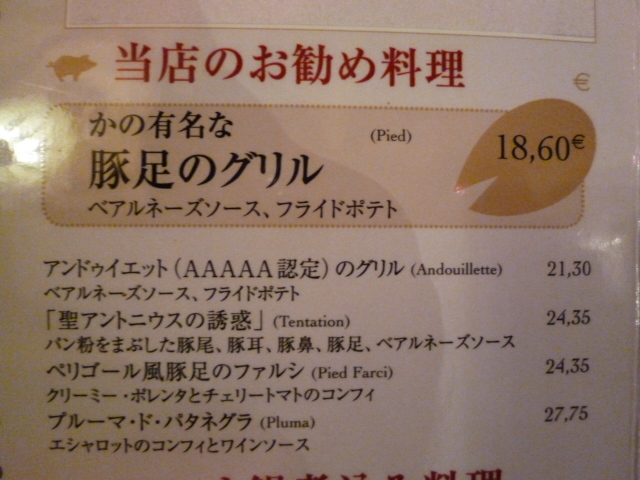 当店のお勧め料理
€
かの有名な
(Pied)
18,60€
豚足のグリル
ベアルネーズソース、フライドポテト
アンドゥイエット（AAAAA認定）のグリル (Andouillette) 21,30
ベアルネーズソース、フライドポテト
「聖アントニウスの誘惑」 (Tentation) 24,35
パン粉をまぶした豚尾、豚耳、豚鼻、豚足、ベアルネーズソース
ペリゴール風豚足のファルシ (Pied Farci) 24,35
クリーミー・ポレンタとチェリートマトのコンフィ
プルーマ・ド・パタネグラ (Pluma) 27,75
エシャロットのコンフィとワインソース